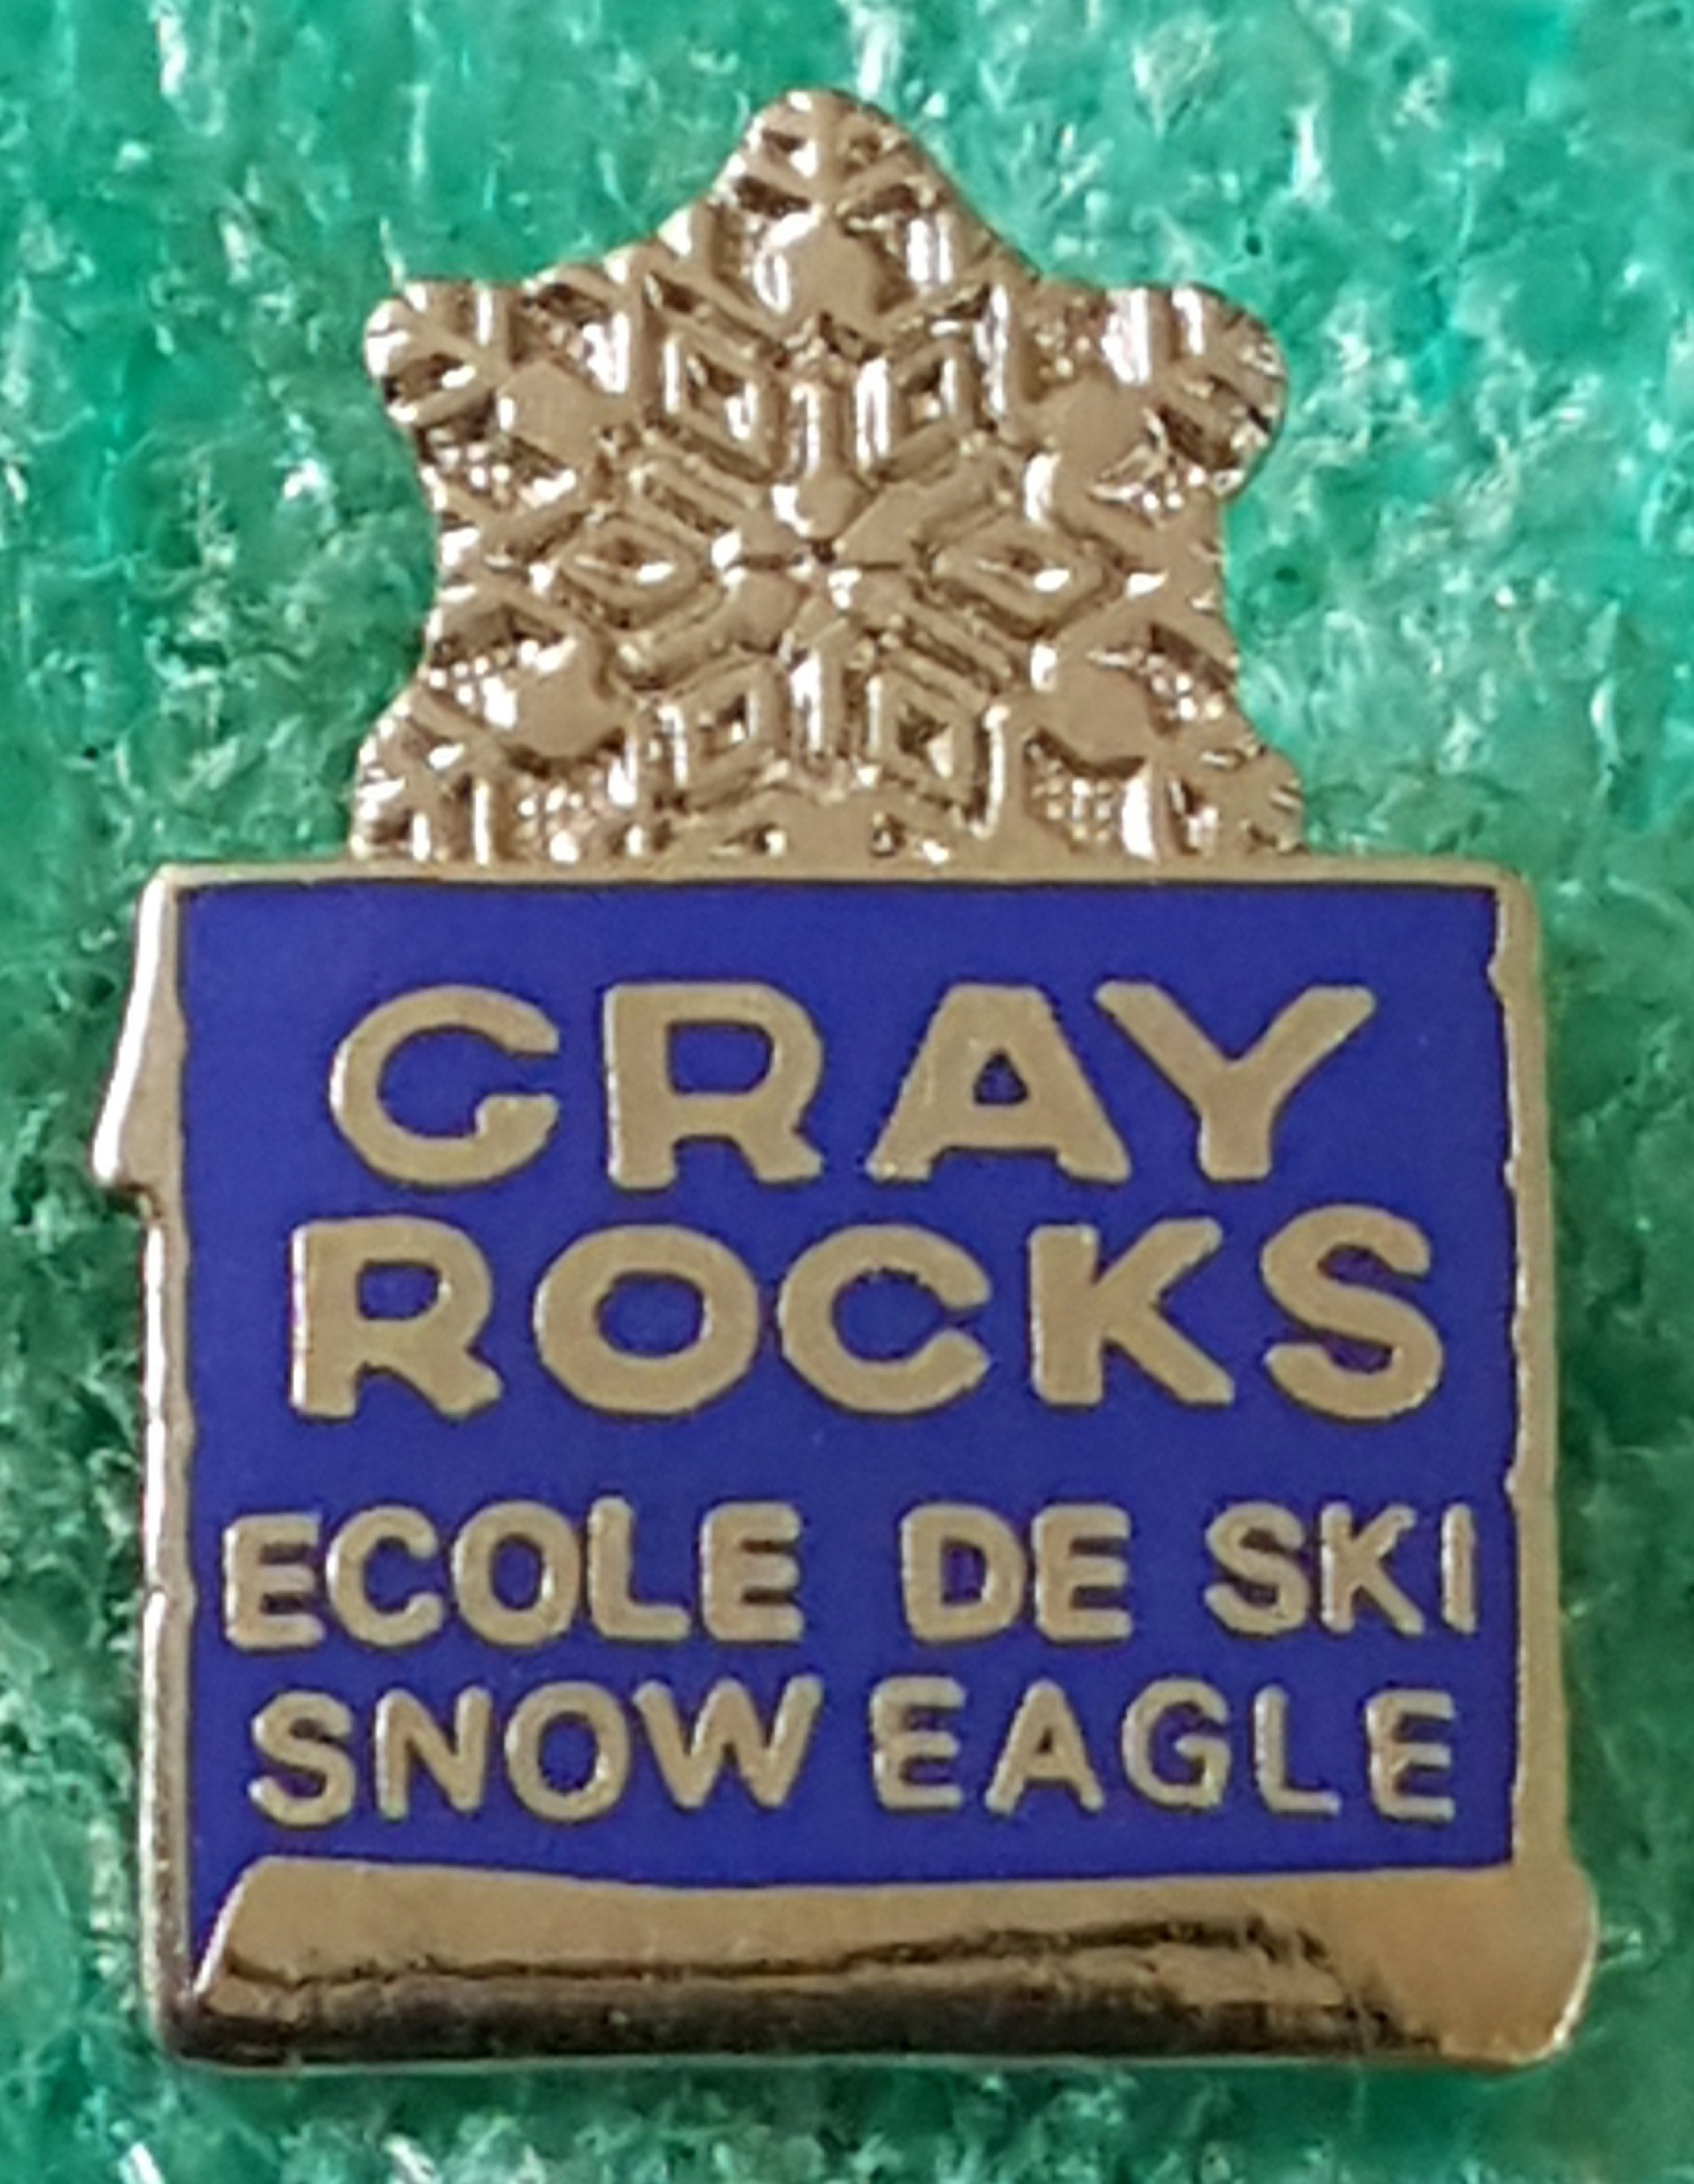 GRAY
ROCKS
ECOLE DE SKI
SNOW EAGLE